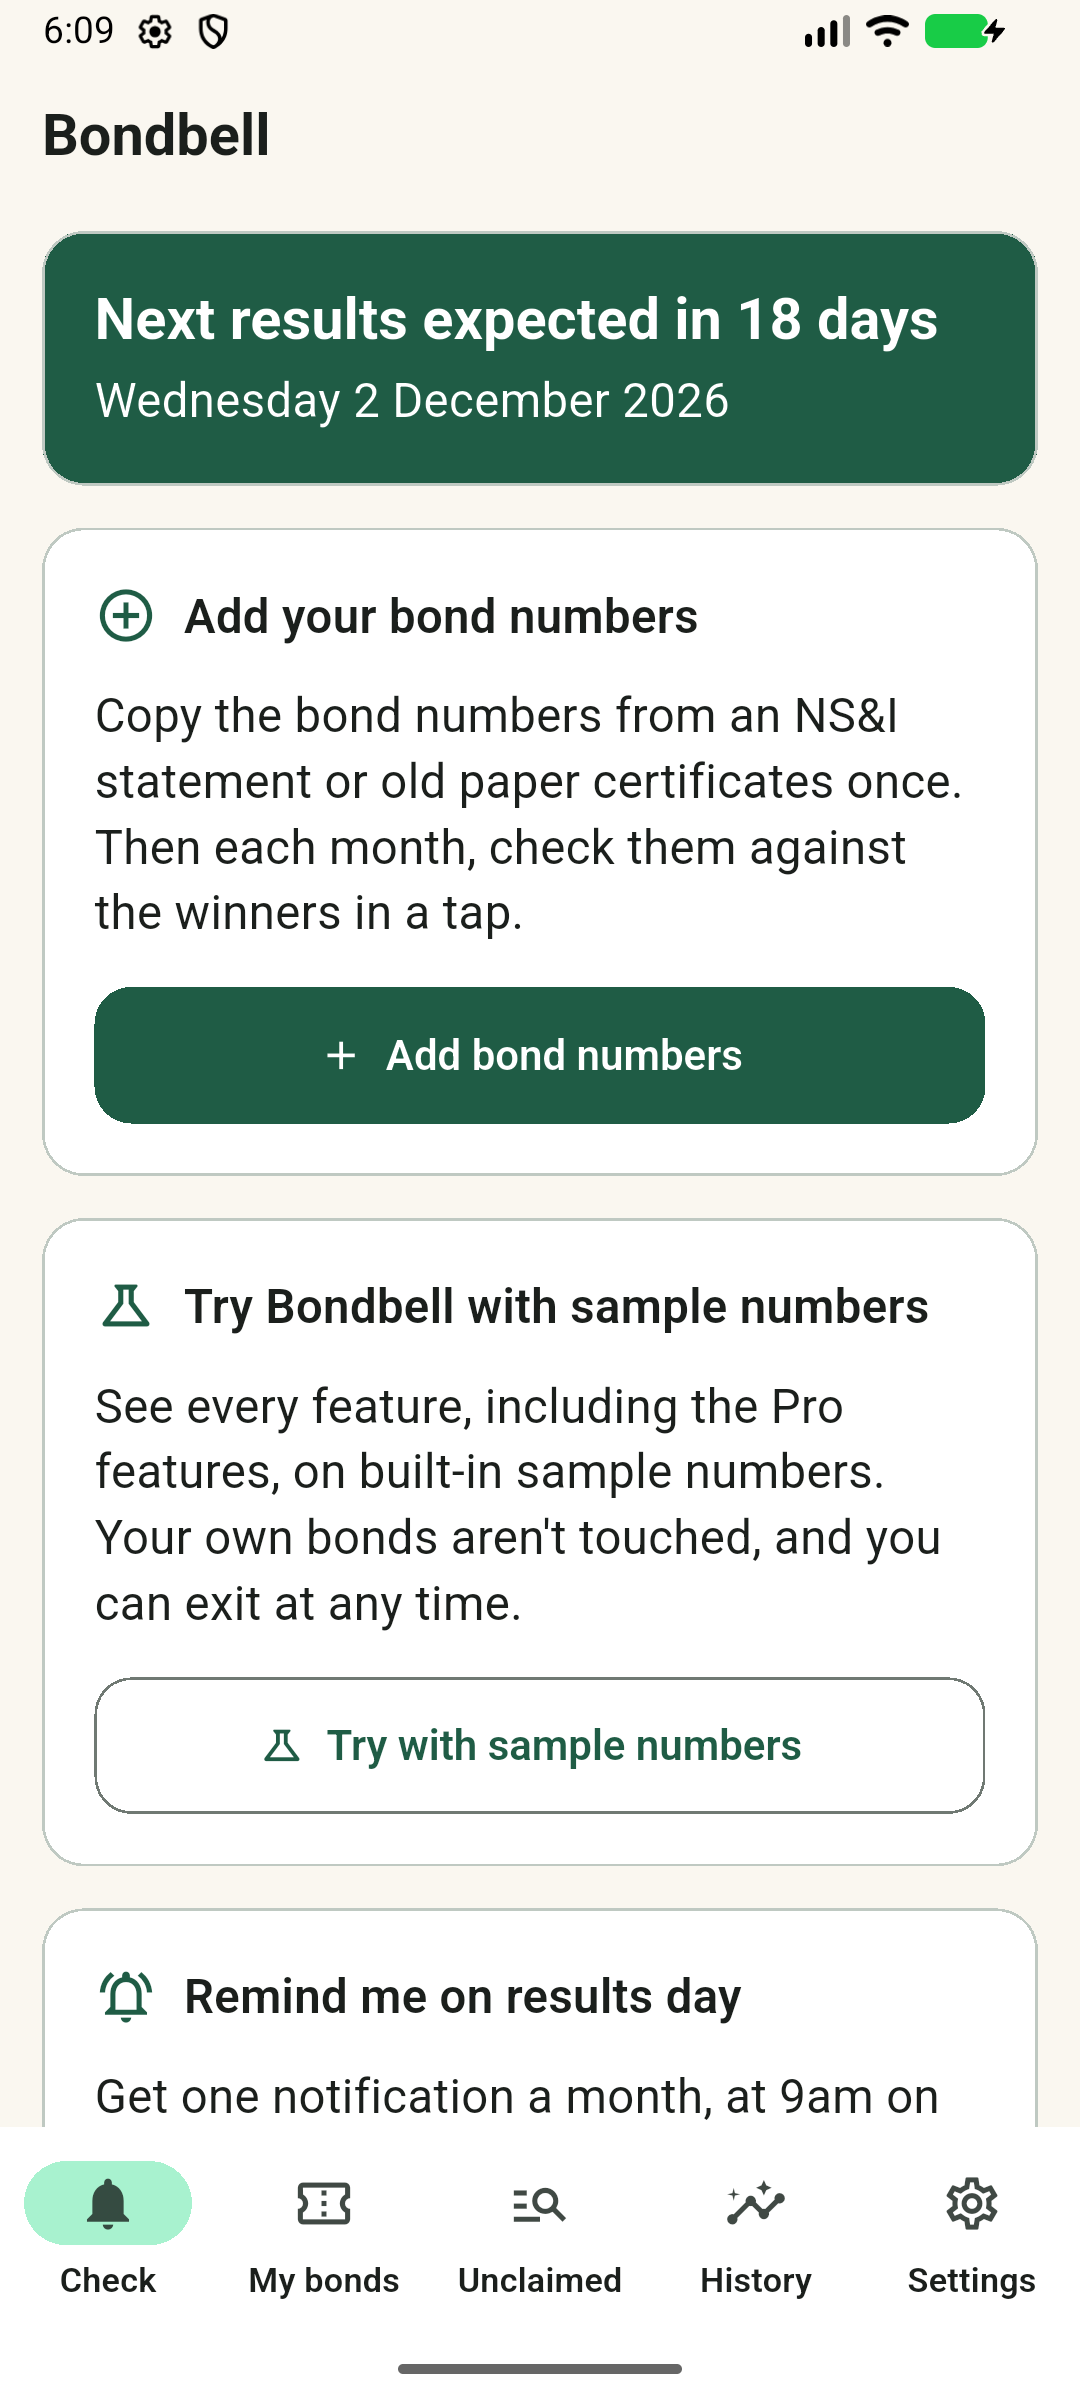 6:09
Bondbell
Next results expected in 18 days
Wednesday 2 December 2026
Add your bond numbers
Copy the bond numbers from an NS&I
statement or old paper certificates once.
Then each month, check them against
the winners in a tap.
Add bond numbers
Try Bondbell with sample numbers
See every feature, including the Pro
features, on built-in sample numbers.
Your own bonds aren't touched, and you
can exit at any time.
Try with sample numbers
Remind me on results day
Get one notification a month, at 9am on
Check
My bonds
Unclaimed
History
Settings